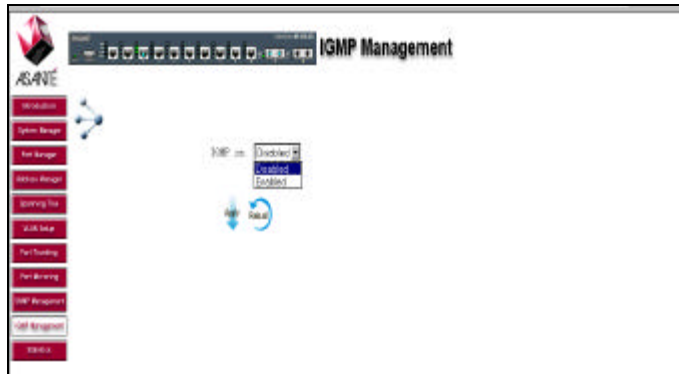 IGMP Management
ASANTÉ
Introduction
System Manager
Port Manager
Address Manager
Spanning Tree
VLAN Setup
Port Trunking
Port Mirroring
SNMP Management
IGMP Management
Statistics
IGMP is: Disabled
Disabled
Enabled
Apply
Reload